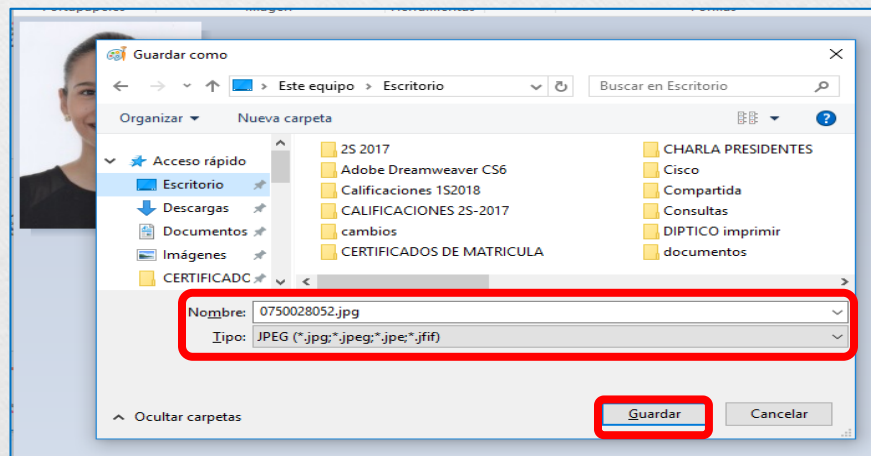 Guardar como
Este equipo > Escritorio
Buscar en Escritorio
Organizar
Nueva carpeta
Acceso rápido
Escritorio
Descargas
Documentos
Imágenes
CERTIFICADC
2S 2017
Adobe Dreamweaver CS6
Calificaciones 1S2018
CALIFICACIONES 2S-2017
cambios
CERTIFICADOS DE MATRICULA
CHARLA PRESIDENTES
Cisco
Compartida
Consultas
DIPTICO imprimir
documentos
Nombre: 0750028052.jpg
Tipo: JPEG (*.jpg;*.jpeg;*.jpe;*.jfif)
Ocultar carpetas
Guardar
Cancelar